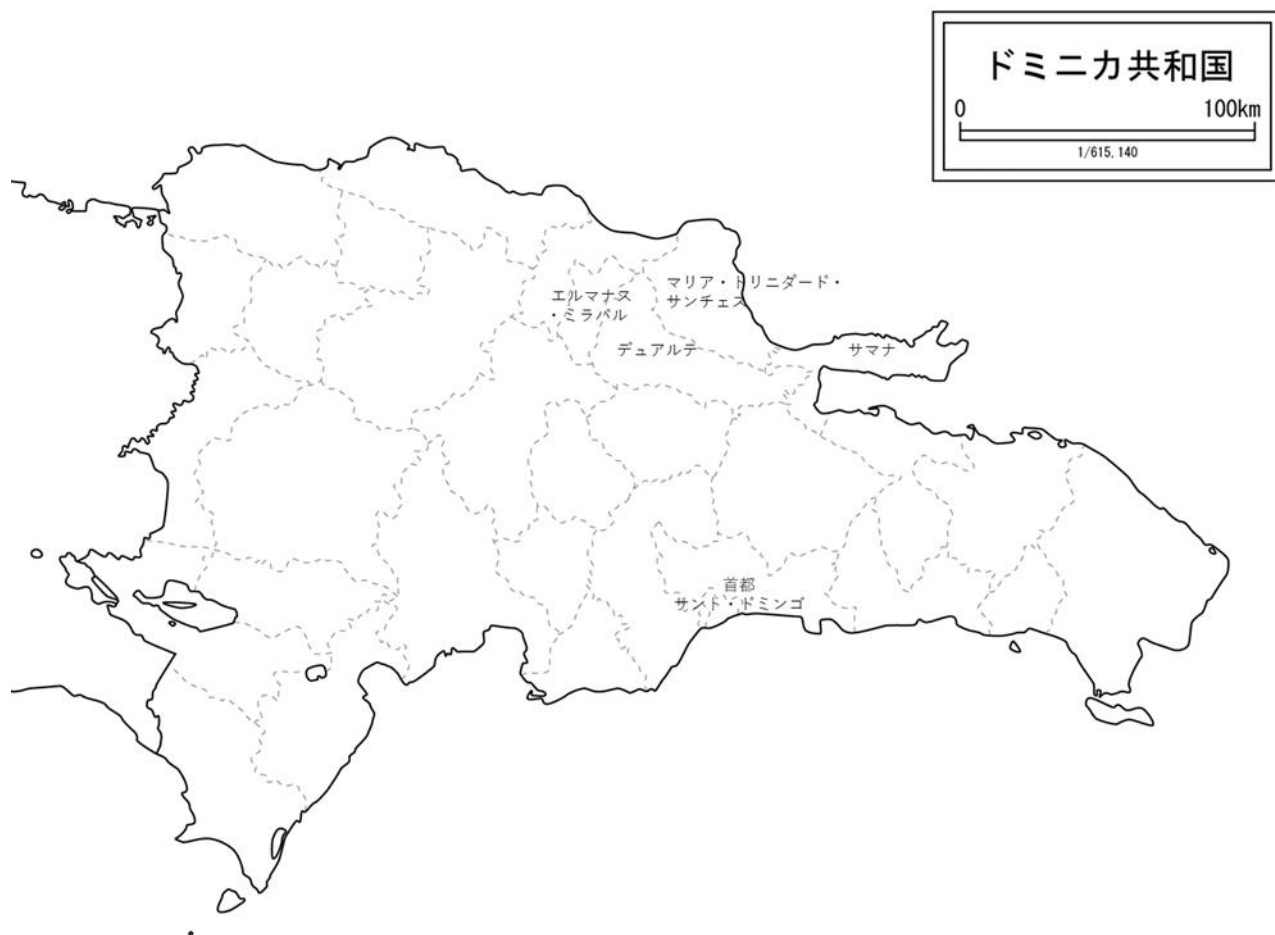 ドミニカ共和国
0 100km
1/615,140
マリア・トリニダード・
サンチェス
エルマナス
・ミラバル
デュアルテ
サマナ
首都
サント・ドミンゴ